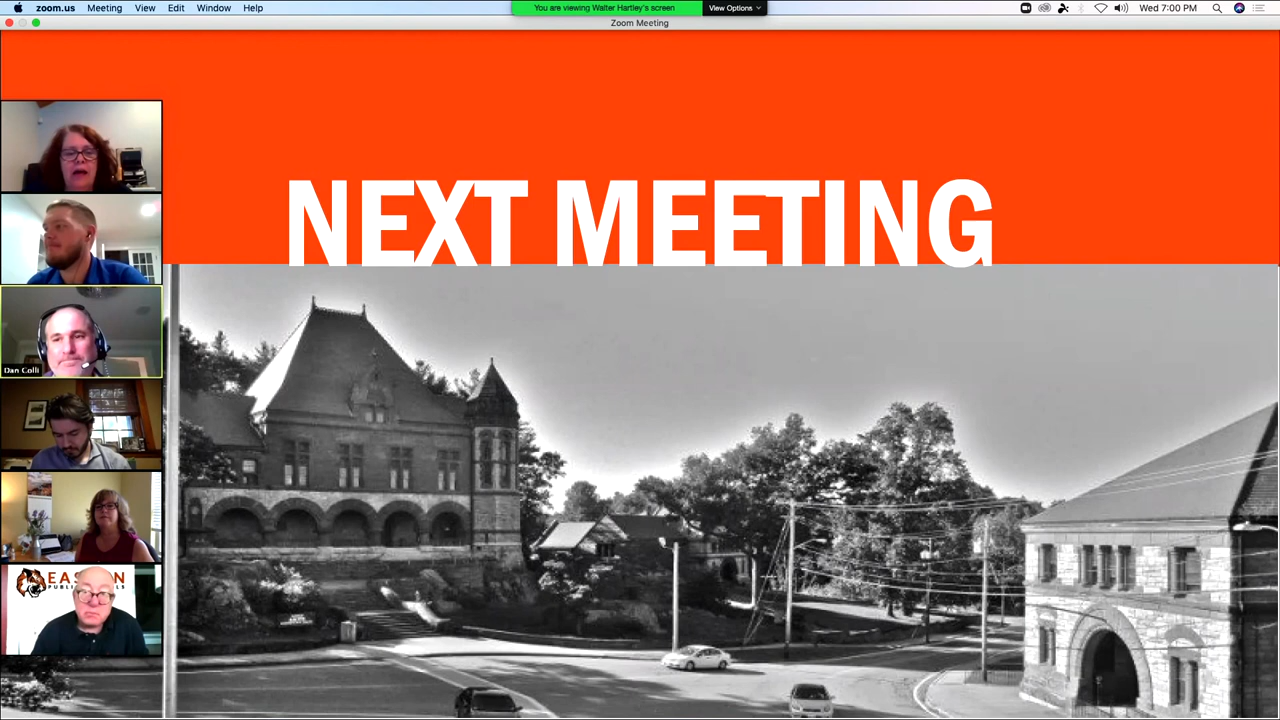 zoom.us Meeting View Edit Window Help
You are viewing Walter Hartley's screen View Options
Wed 7:00 PM
Zoom Meeting
NEXT MEETING
Dan Colli